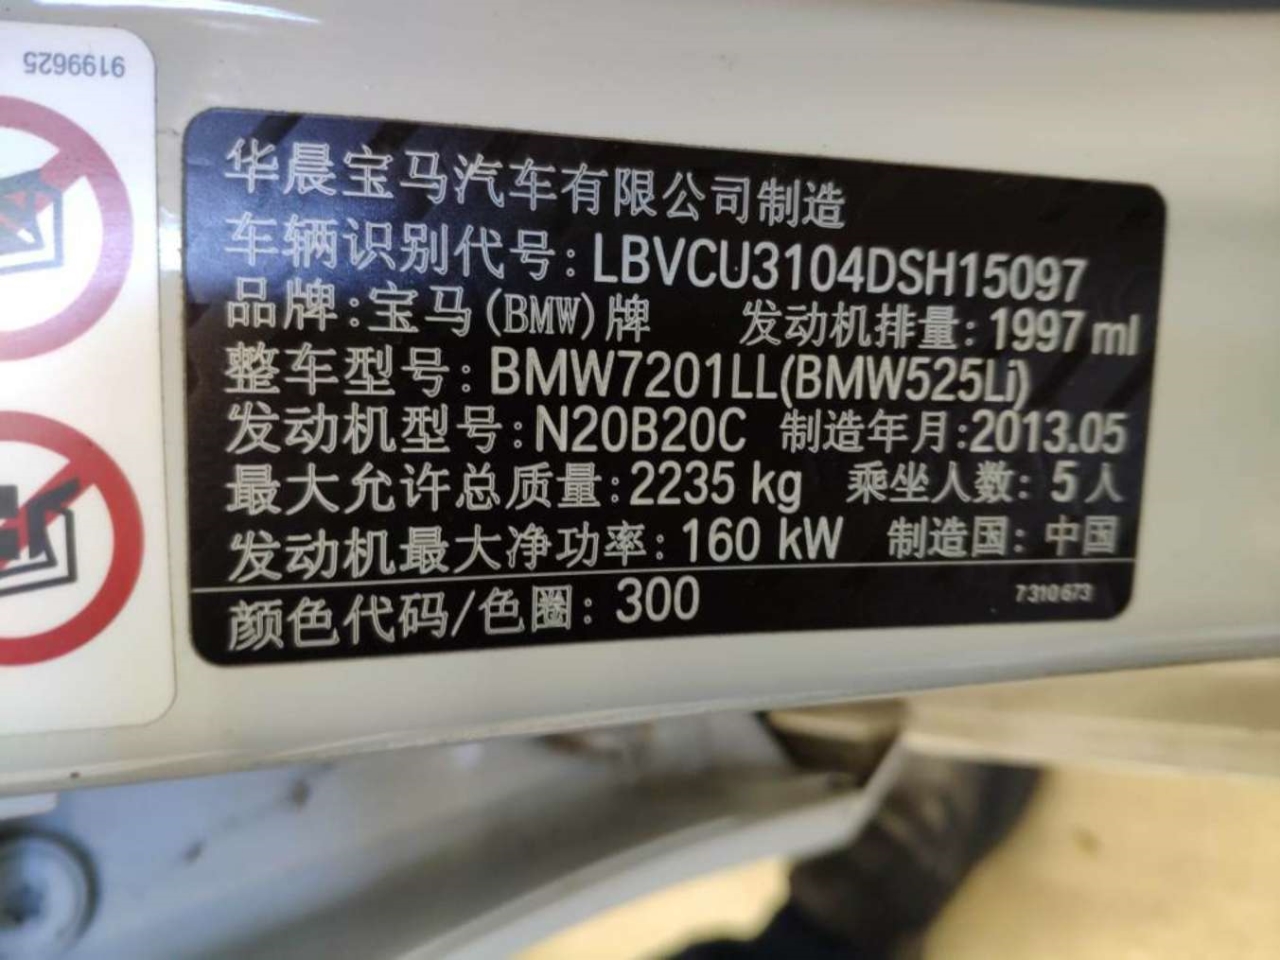 9199625
华晨宝马汽车有限公司制造
车辆识别代号：LBVCU3104DSH15097
品牌：宝马(BMW)牌 发动机排量：1997 ml
整车型号：BMW7201LL(BMW525Li)
发动机型号：N20B20C 制造年月：2013.05
最大允许总质量：2235 kg 乘坐人数：5人
发动机最大净功率：160 kW 制造国：中国
颜色代码/色圈：300
7310673